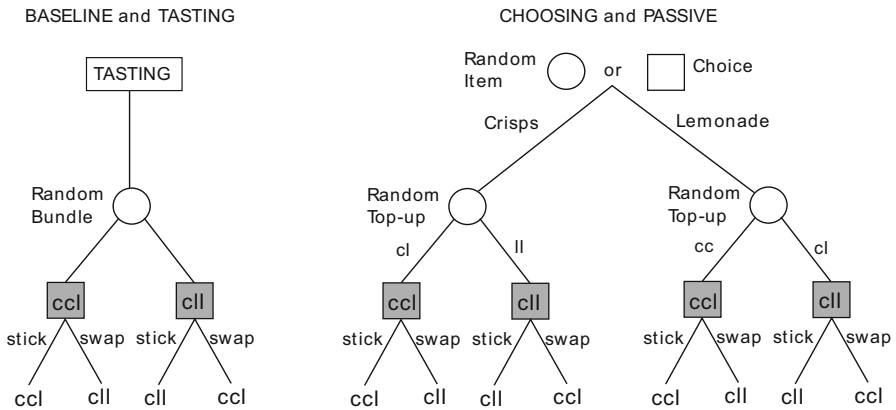 BASELINE and TASTING
CHOOSING and PASSIVE
TASTING
Random
Item
or
Choice
Crisps
Lemonade
Random
Bundle
Random
Top-up
Random
Top-up
cl
ll
cc
cl
ccl
cll
ccl
cll
ccl
cll
stick
swap
stick
swap
stick
swap
stick
swap
stick
swap
stick
swap
ccl
cll
cll
ccl
ccl
cll
cll
ccl
ccl
cll
cll
ccl